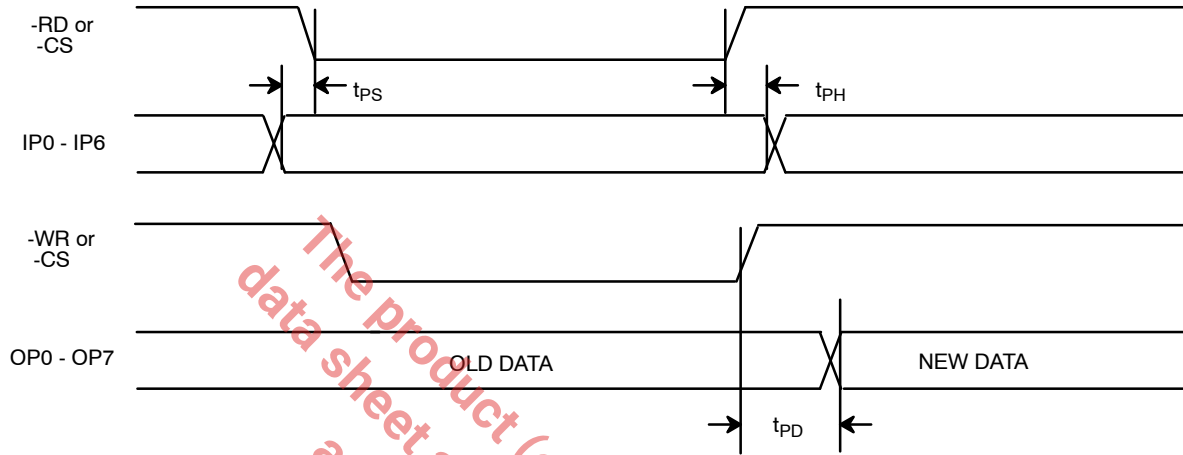 -RD or
-CS
tPS
tPH
IP0 - IP6
-WR or
-CS
OP0 - OP7
OLD DATA
NEW DATA
tPD
The product (
data sheet
a